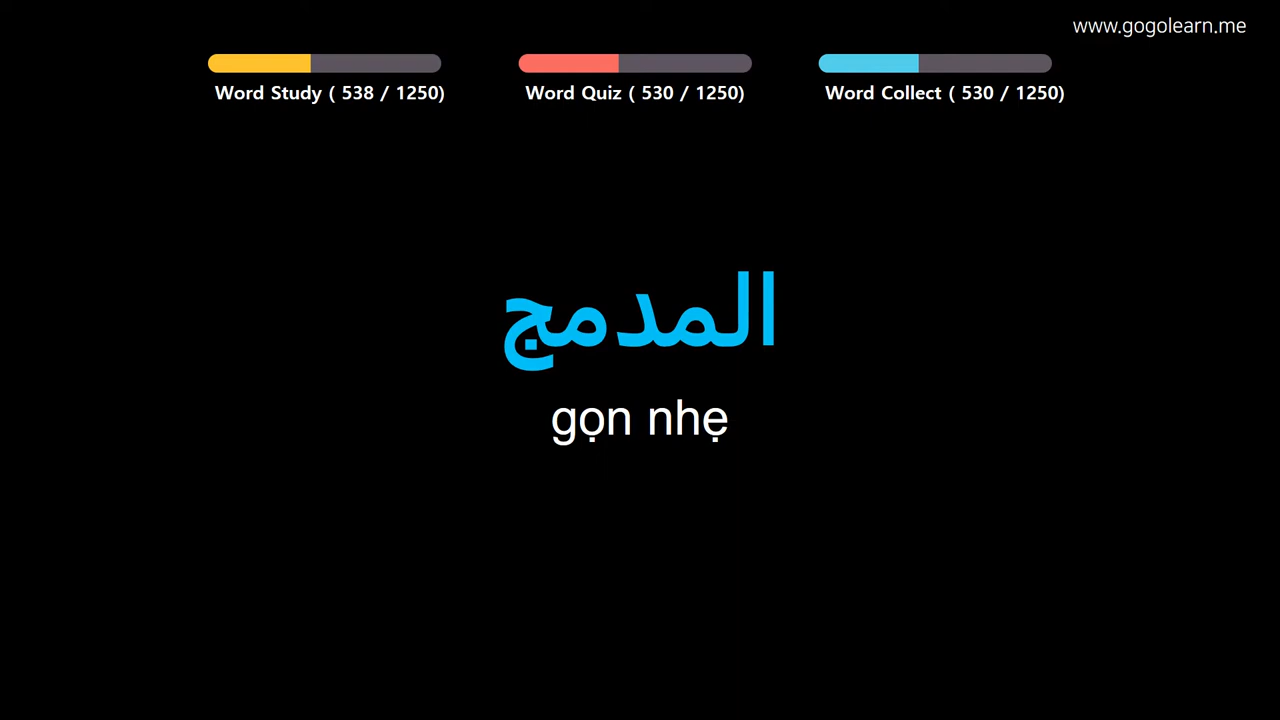 www.gogolearn.me
Word Study ( 538 / 1250)
Word Quiz ( 530 / 1250)
Word Collect ( 530 / 1250)
المدمج
gọn nhẹ